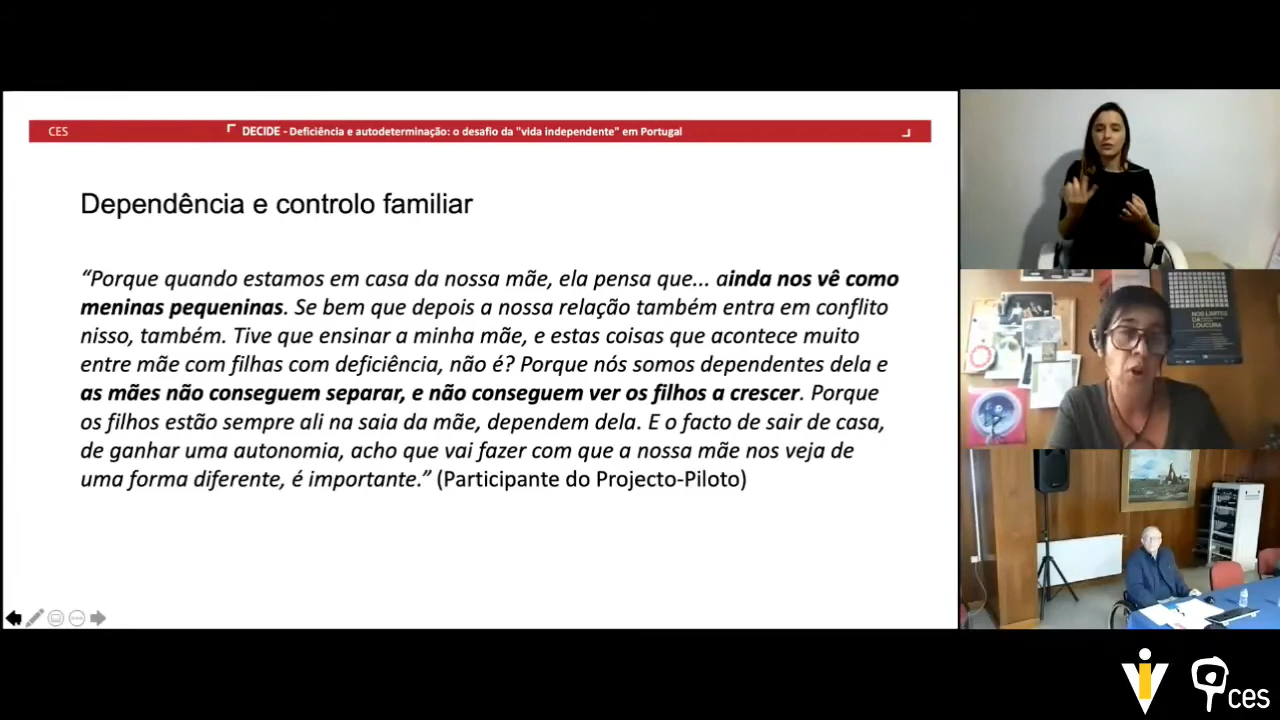 CES
DECIDE - Deficiência e autodeterminação: o desafio da "vida independente" em Portugal
Dependência e controlo familiar
“Porque quando estamos em casa da nossa mãe, ela pensa que... ainda nos vê como
meninas pequeninas. Se bem que depois a nossa relação também entra em conflito
nisso, também. Tive que ensinar a minha mãe, e estas coisas que acontece muito
entre mãe com filhas com deficiência, não é? Porque nós somos dependentes dela e
as mães não conseguem separar, e não conseguem ver os filhos a crescer. Porque
os filhos estão sempre ali na saia da mãe, dependem dela. E o facto de sair de casa,
de ganhar uma autonomia, acho que vai fazer com que a nossa mãe nos veja de
uma forma diferente, é importante.” (Participante do Projecto-Piloto)
NOS LIMITES
DA
LOUCURA
ces